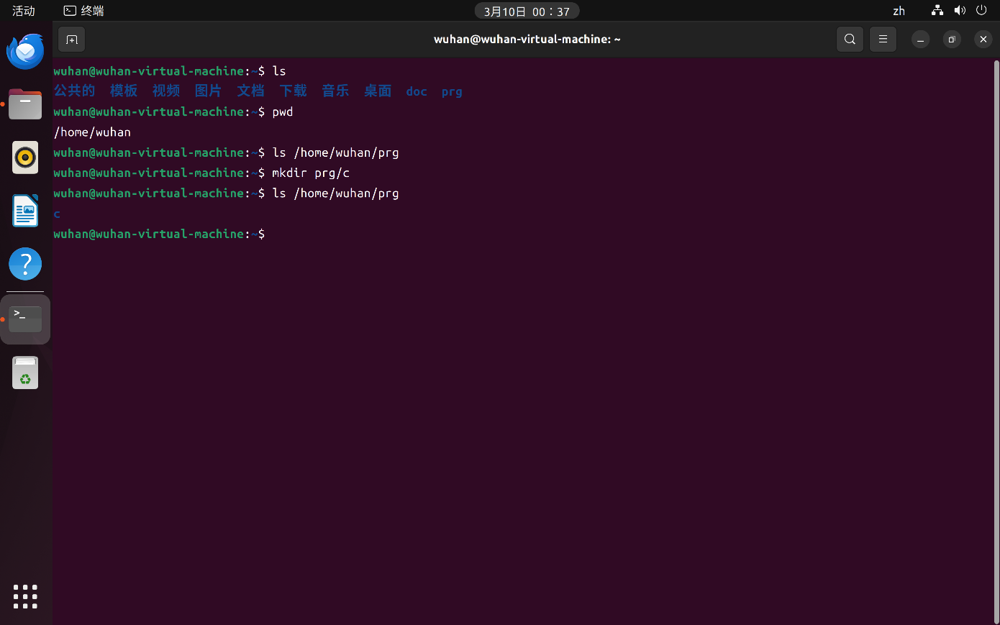 活动 终端 3月10日 00：37 zh
wuhan@wuhan-virtual-machine: ~
wuhan@wuhan-virtual-machine:~$ ls
公共的 模板 视频 图片 文档 下载 音乐 桌面 doc prg
wuhan@wuhan-virtual-machine:~$ pwd
/home/wuhan
wuhan@wuhan-virtual-machine:~$ ls /home/wuhan/prg
wuhan@wuhan-virtual-machine:~$ mkdir prg/c
wuhan@wuhan-virtual-machine:~$ ls /home/wuhan/prg
c
wuhan@wuhan-virtual-machine:~$